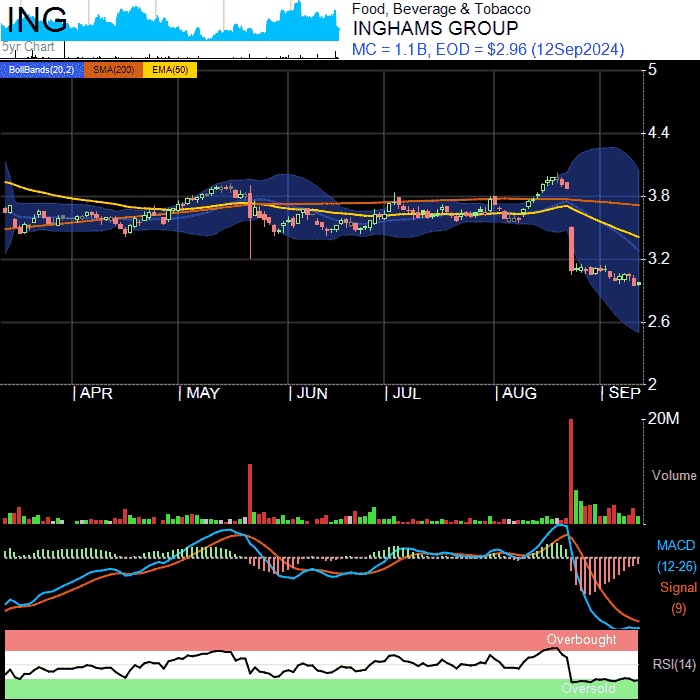 ING
5yr Chart
Food, Beverage & Tobacco
INGHAMS GROUP
MC = 1.1B, EOD = $2.96 (12Sep2024)
BollBands(20,2) SMA(200) EMA(50)
5
4.4
3.8
3.2
2.6
2
APR MAY JUN JUL AUG SEP
20M
Volume
MACD
(12-26)
Signal
(9)
Overbought
RSI(14)
Oversold